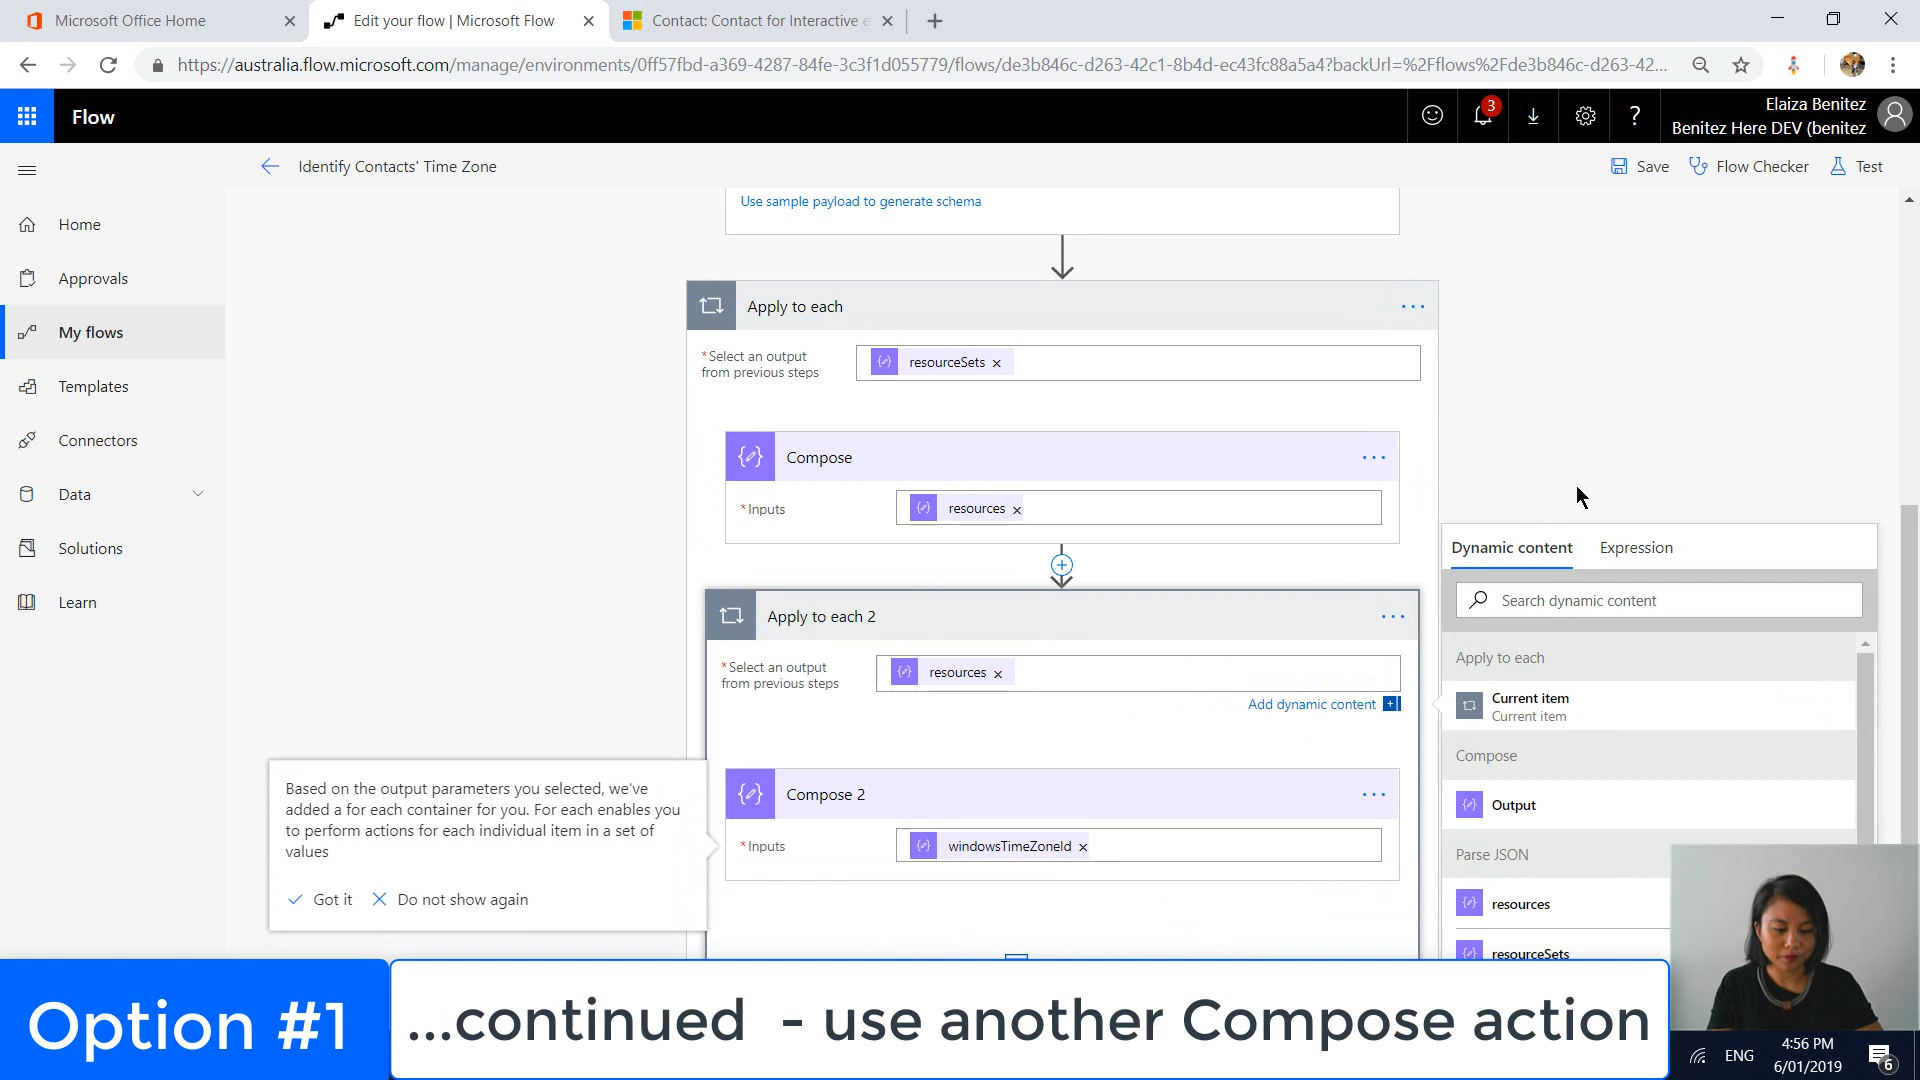 Microsoft Office Home
Edit your flow | Microsoft Flow
Contact: Contact for Interactive e
https://australia.flow.microsoft.com/manage/environments/0ff57fbd-a369-4287-84fe-3c3f1d055779/flows/de3b846c-d263-42c1-8b4d-ec43fc88a5a4?backUrl=%2Fflows%2Fde3b846c-d263-42...
Flow
3
?
Elaiza Benitez
Benitez Here DEV (benitez
Identify Contacts' Time Zone
Save
Flow Checker
Test
Home
Approvals
My flows
Templates
Connectors
Data
Solutions
Learn
Use sample payload to generate schema
Apply to each
*Select an output
from previous steps
resourceSets
Compose
*Inputs
resources
Apply to each 2
*Select an output
from previous steps
resources
Add dynamic content
Compose 2
*Inputs
windowsTimeZoneId
Based on the output parameters you selected, we've
added a for each container for you. For each enables you
to perform actions for each individual item in a set of
values
Got it
Do not show again
Dynamic content
Expression
Search dynamic content
Apply to each
Current item
Current item
Compose
Output
Parse JSON
resources
resourceSets
Option #1
...continued - use another Compose action
ENG
4:56 PM
6/01/2019
6